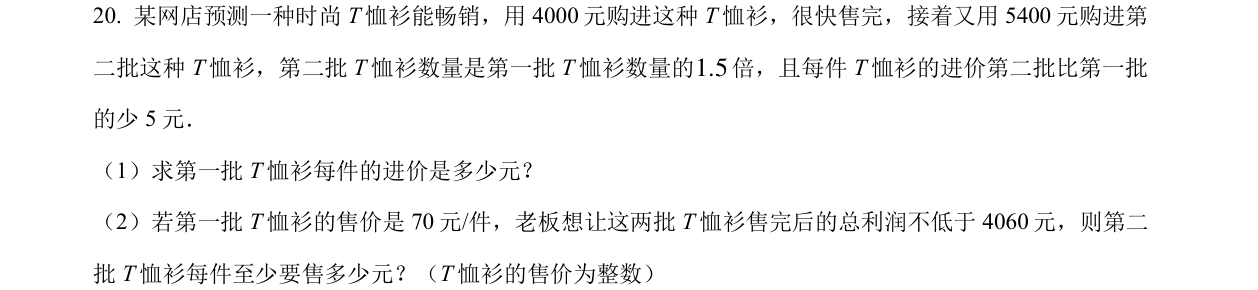 20. 某网店预测一种时尚 T 恤衫能畅销，用 4000 元购进这种 T 恤衫，很快售完，接着又用 5400 元购进第
二批这种 T 恤衫，第二批 T 恤衫数量是第一批 T 恤衫数量的1.5 倍，且每件 T 恤衫的进价第二批比第一批
的少 5 元．
（1）求第一批 T 恤衫每件的进价是多少元？
（2）若第一批 T 恤衫的售价是 70 元/件，老板想让这两批 T 恤衫售完后的总利润不低于 4060 元，则第二
批 T 恤衫每件至少要售多少元？（T 恤衫的售价为整数）